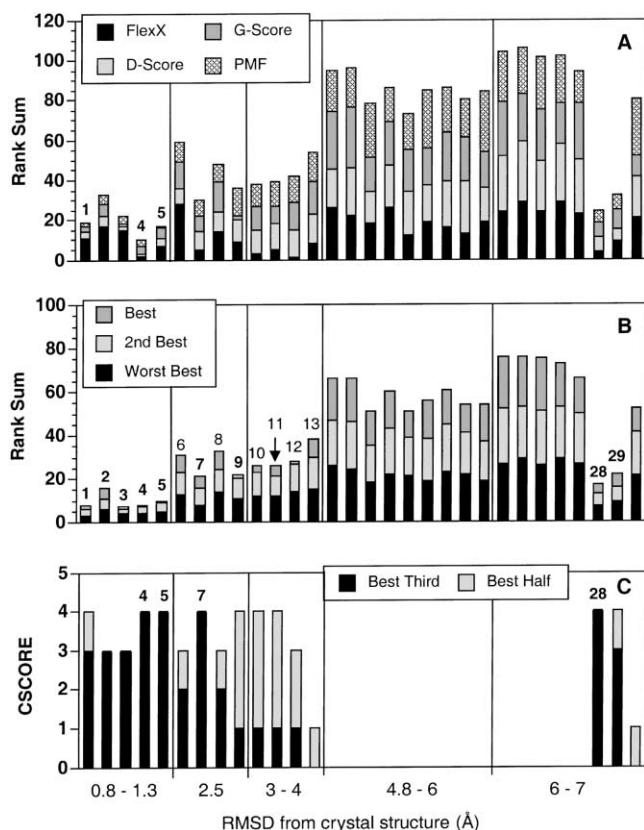 120
100
80
60
40
20
0
Rank Sum
FlexX
G-Score
D-Score
PMF
A
1
4
5
100
80
60
40
20
0
Rank Sum
Best
2nd Best
Worst Best
B
1
2
3
4
5
6
7
8
9
10
11
12
13
28
29
5
4
3
2
1
0
CSCORE
Best Third
Best Half
C
4
5
7
28
0.8 - 1.3
2.5
3 - 4
4.8 - 6
6 - 7
RMSD from crystal structure (Å)